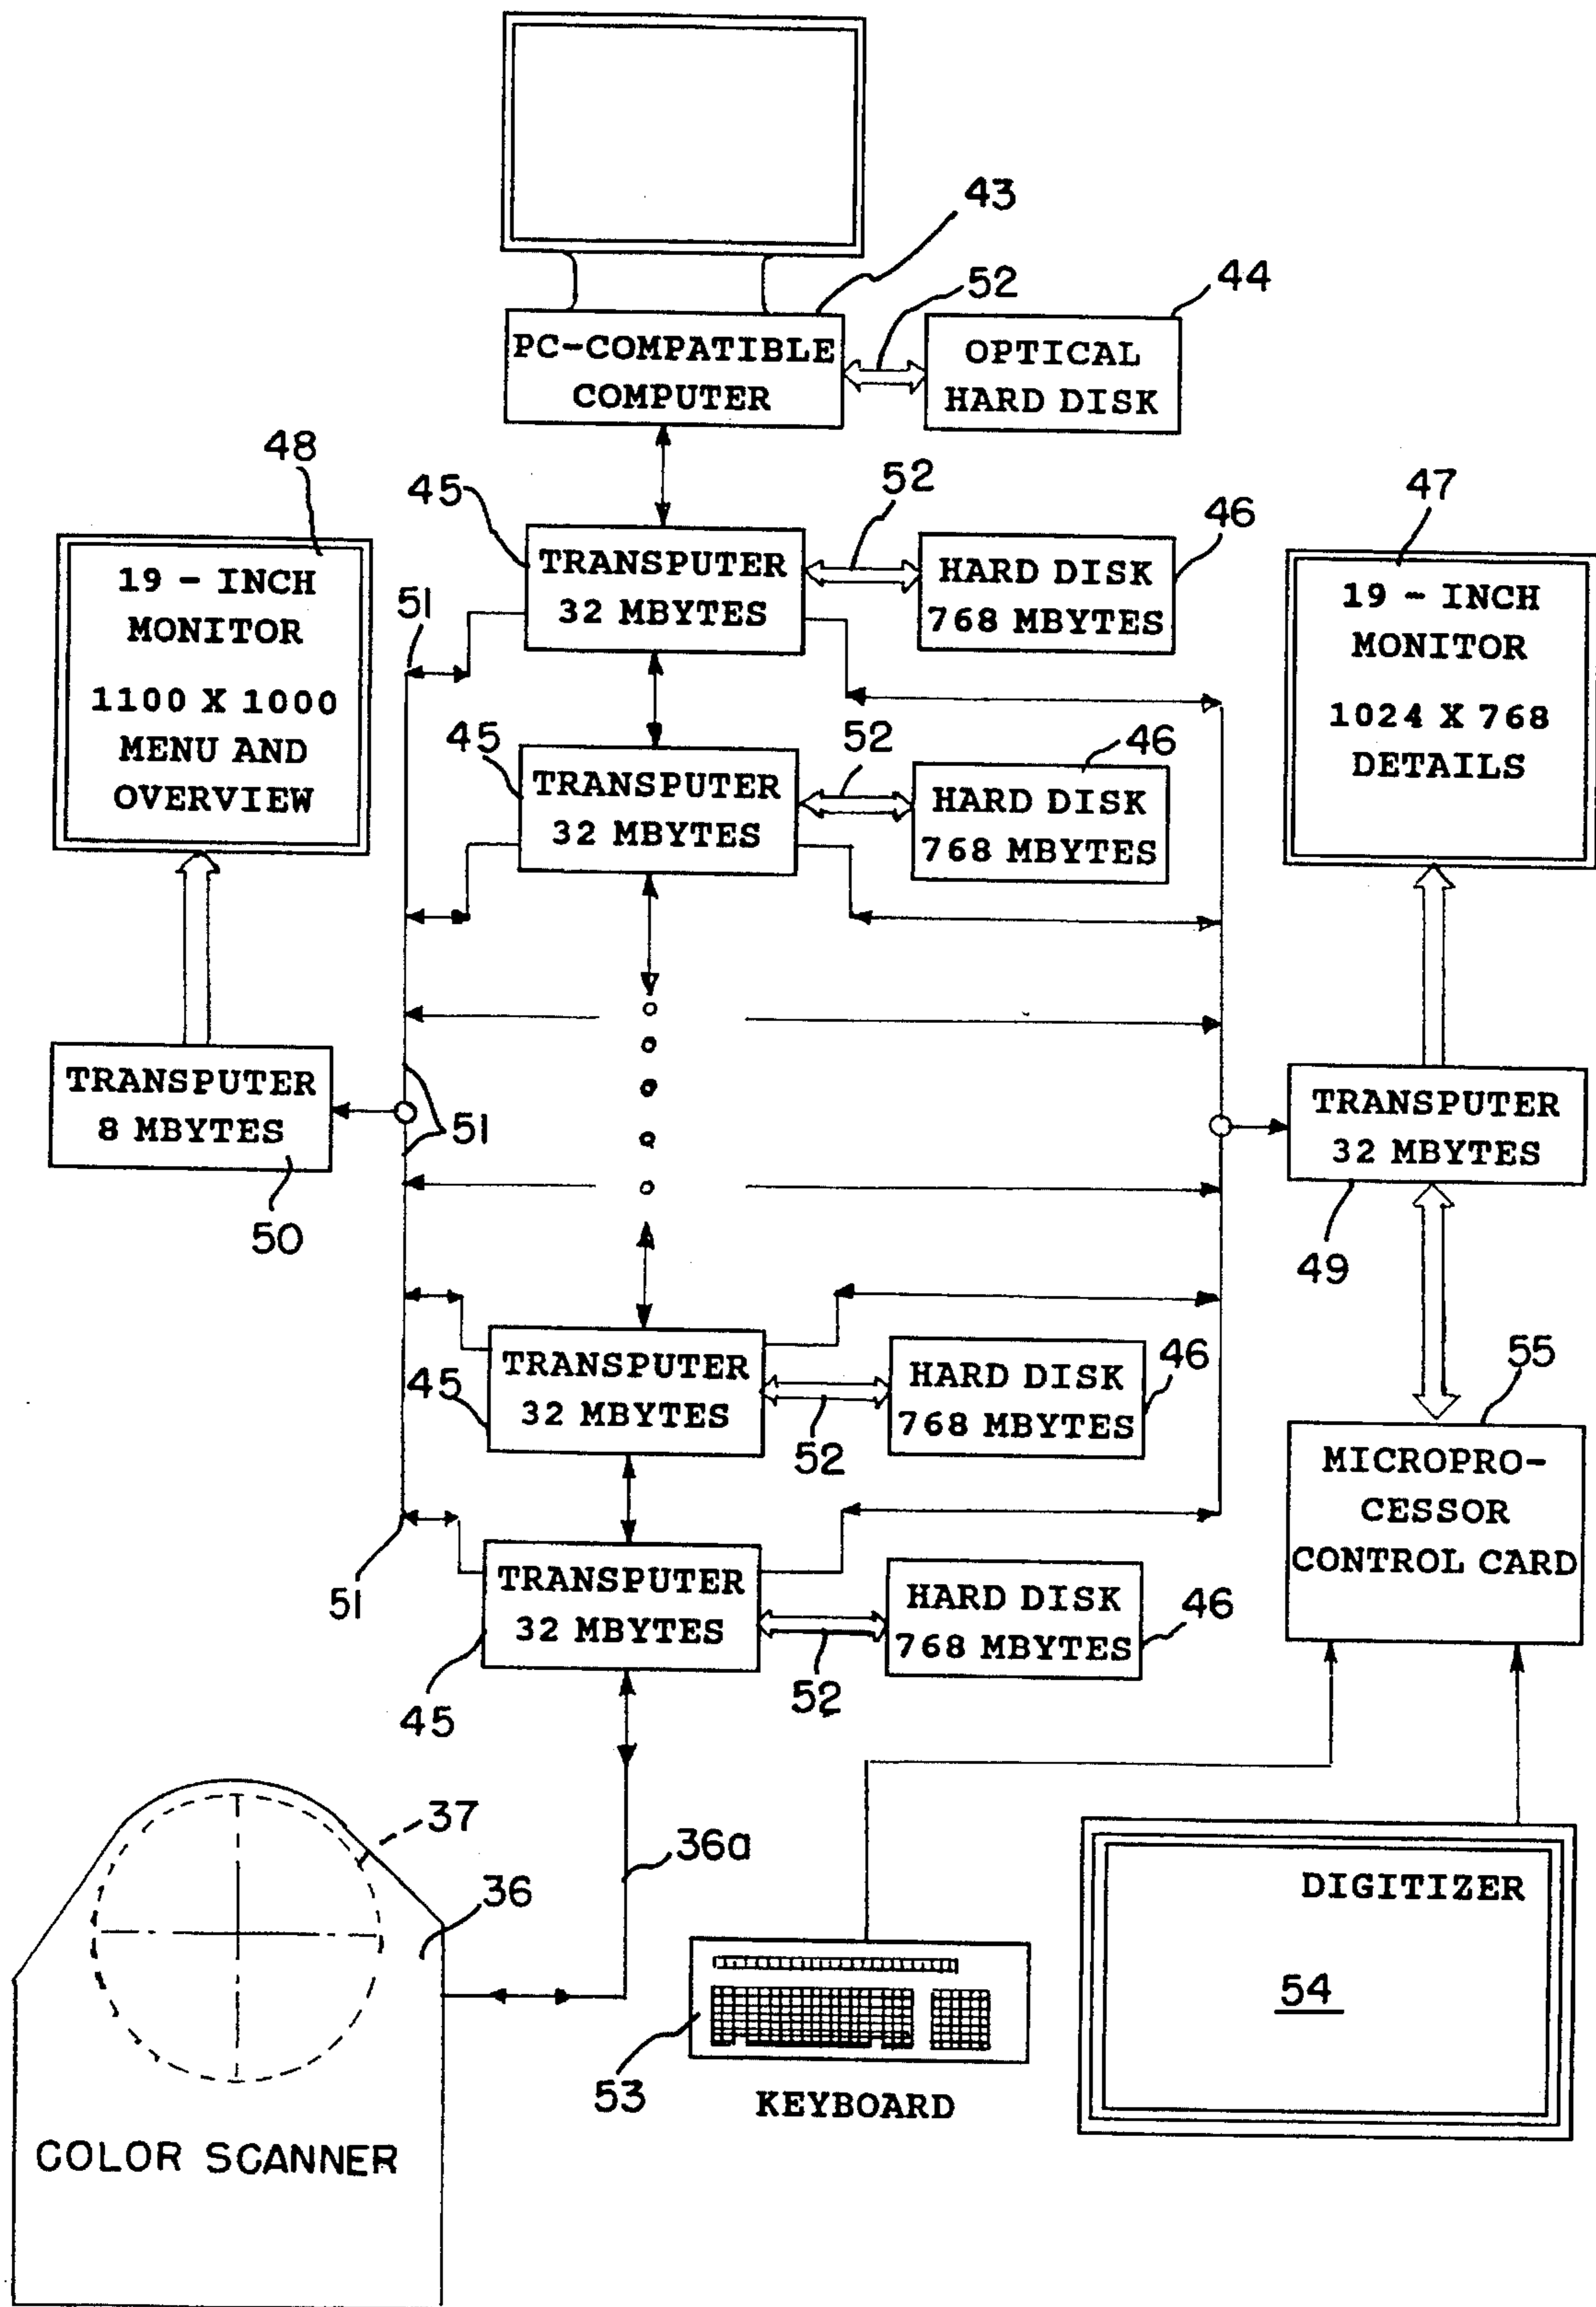 43
52
44
PC-COMPATIBLE
COMPUTER
OPTICAL
HARD DISK
48
19 - INCH
MONITOR
1100 X 1000
MENU AND
OVERVIEW
45
52
46
TRANSPUTER
32 MBYTES
HARD DISK
768 MBYTES
47
19 - INCH
MONITOR
1024 X 768
DETAILS
51
45
52
46
TRANSPUTER
32 MBYTES
HARD DISK
768 MBYTES
TRANSPUTER
8 MBYTES
50
51
TRANSPUTER
32 MBYTES
49
45
TRANSPUTER
32 MBYTES
52
HARD DISK
768 MBYTES
46
55
MICROPRO-
CESSOR
CONTROL CARD
51
45
TRANSPUTER
32 MBYTES
52
HARD DISK
768 MBYTES
46
37
36a
36
COLOR SCANNER
53
KEYBOARD
DIGITIZER
54